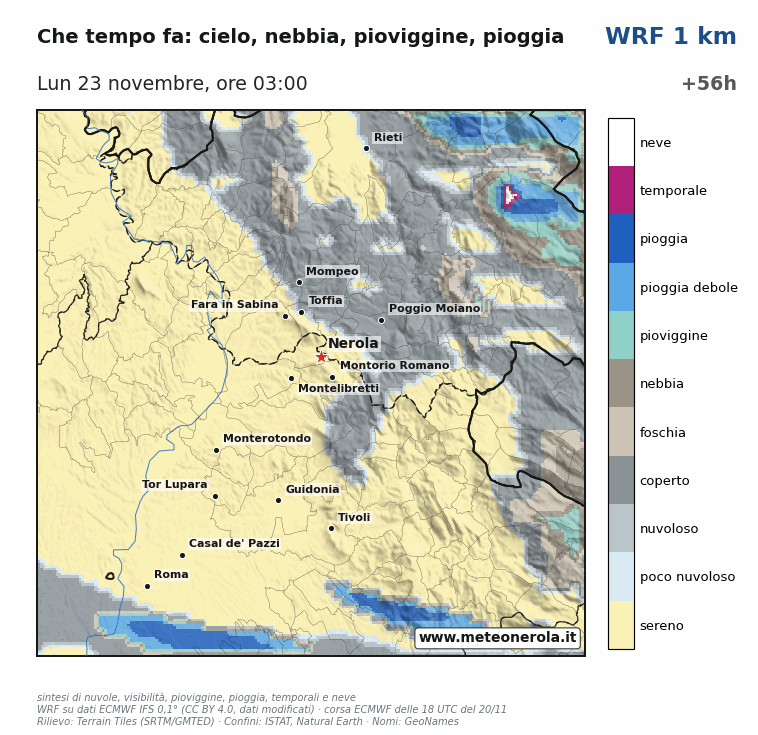 Che tempo fa: cielo, nebbia, pioviggine, pioggia
WRF 1 km
Lun 23 novembre, ore 03:00
+56h
Rieti
Mompeo
Toffia
Fara in Sabina
Poggio Moiano
Nerola
Montorio Romano
Montelibretti
Monterotondo
Tor Lupara
Guidonia
Tivoli
Casal de' Pazzi
Roma
www.meteonerola.it
neve
temporale
pioggia
pioggia debole
pioviggine
nebbia
foschia
coperto
nuvoloso
poco nuvoloso
sereno
sintesi di nuvole, visibilità, pioviggine, pioggia, temporali e neve
WRF su dati ECMWF IFS 0,1° (CC BY 4.0, dati modificati) · corsa ECMWF delle 18 UTC del 20/11
Rilievo: Terrain Tiles (SRTM/GMTED) · Confini: ISTAT, Natural Earth · Nomi: GeoNames